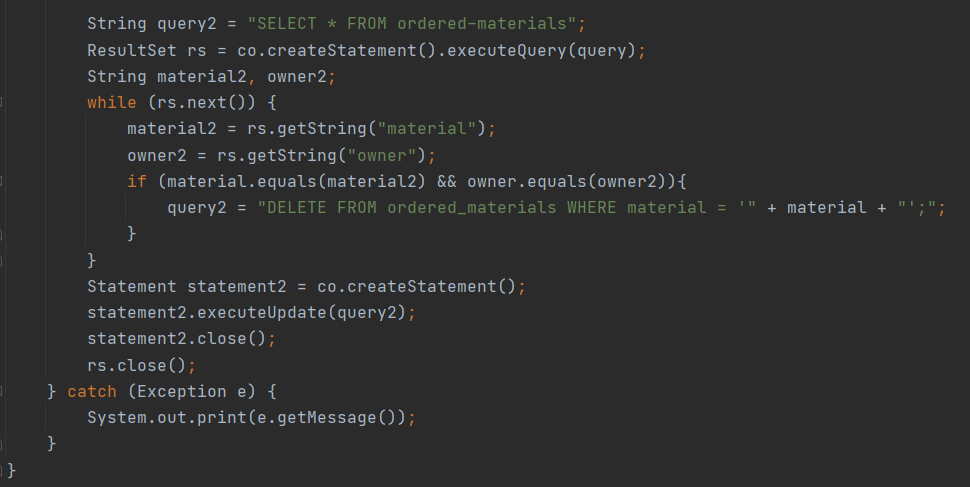 String query2 = "SELECT * FROM ordered-materials";
ResultSet rs = co.createStatement().executeQuery(query);
String material2, owner2;
while (rs.next()) {
material2 = rs.getString("material");
owner2 = rs.getString("owner");
if (material.equals(material2) && owner.equals(owner2)){
query2 = "DELETE FROM ordered_materials WHERE material = '" + material + "';";
}
}
Statement statement2 = co.createStatement();
statement2.executeUpdate(query2);
statement2.close();
rs.close();
} catch (Exception e) {
System.out.print(e.getMessage());
}
}